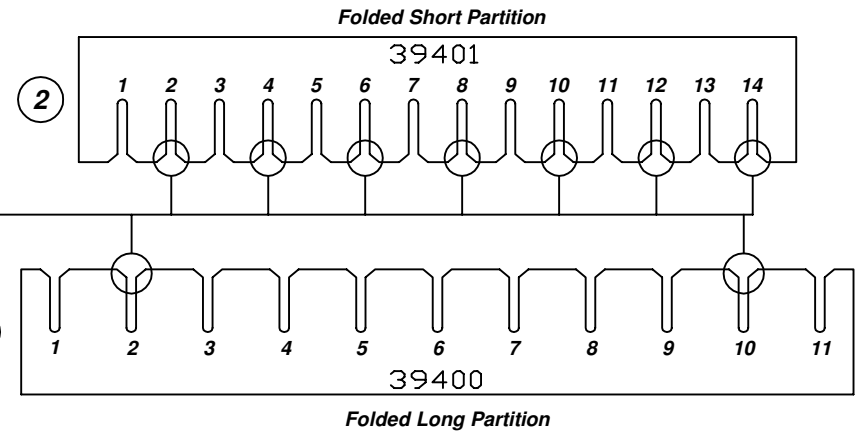 Folded Short Partition
39401
2
1 2 3 4 5 6 7 8 9 10 11 12 13 14
1 2 3 4 5 6 7 8 9 10 11
39400
Folded Long Partition